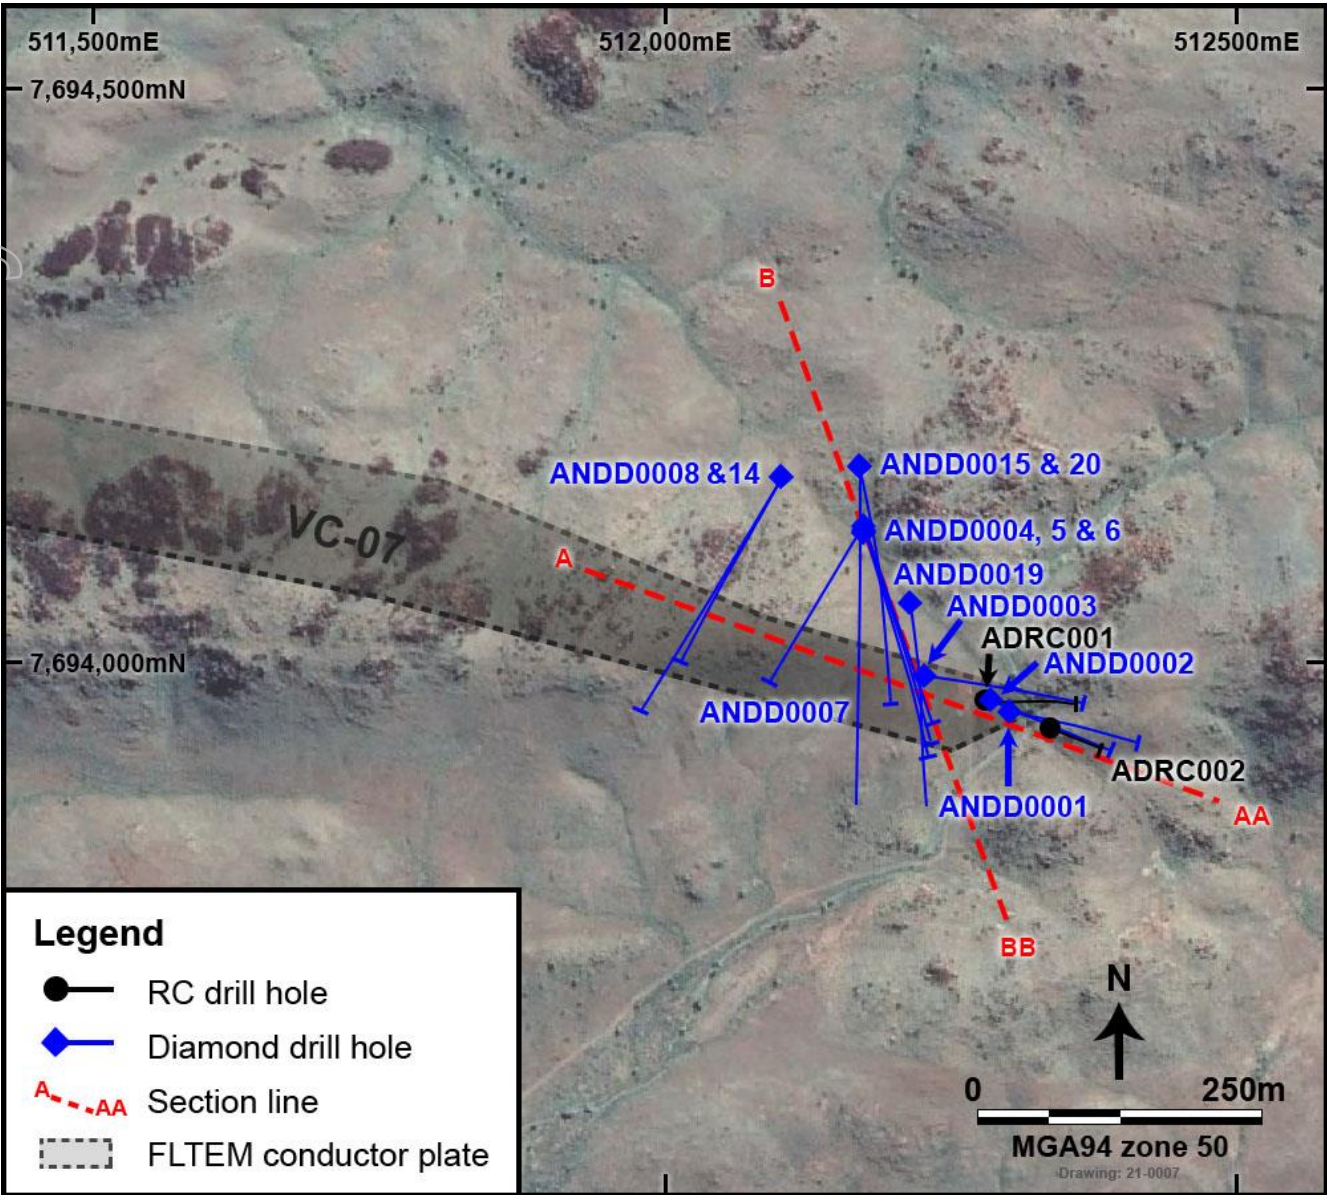 511,500mE
512,000mE
512500mE
7,694,500mN
B
ANDD0008 &14
ANDD0015 & 20
VC-07
ANDD0004, 5 & 6
A
ANDD0019
ANDD0003
ADRC001
7,694,000mN
ANDD0002
ANDD0007
ADRC002
ANDD0001
AA
BB
Legend
RC drill hole
Diamond drill hole
A AA Section line
FLTEM conductor plate
N
0 250m
MGA94 zone 50
Drawing: 21-0007